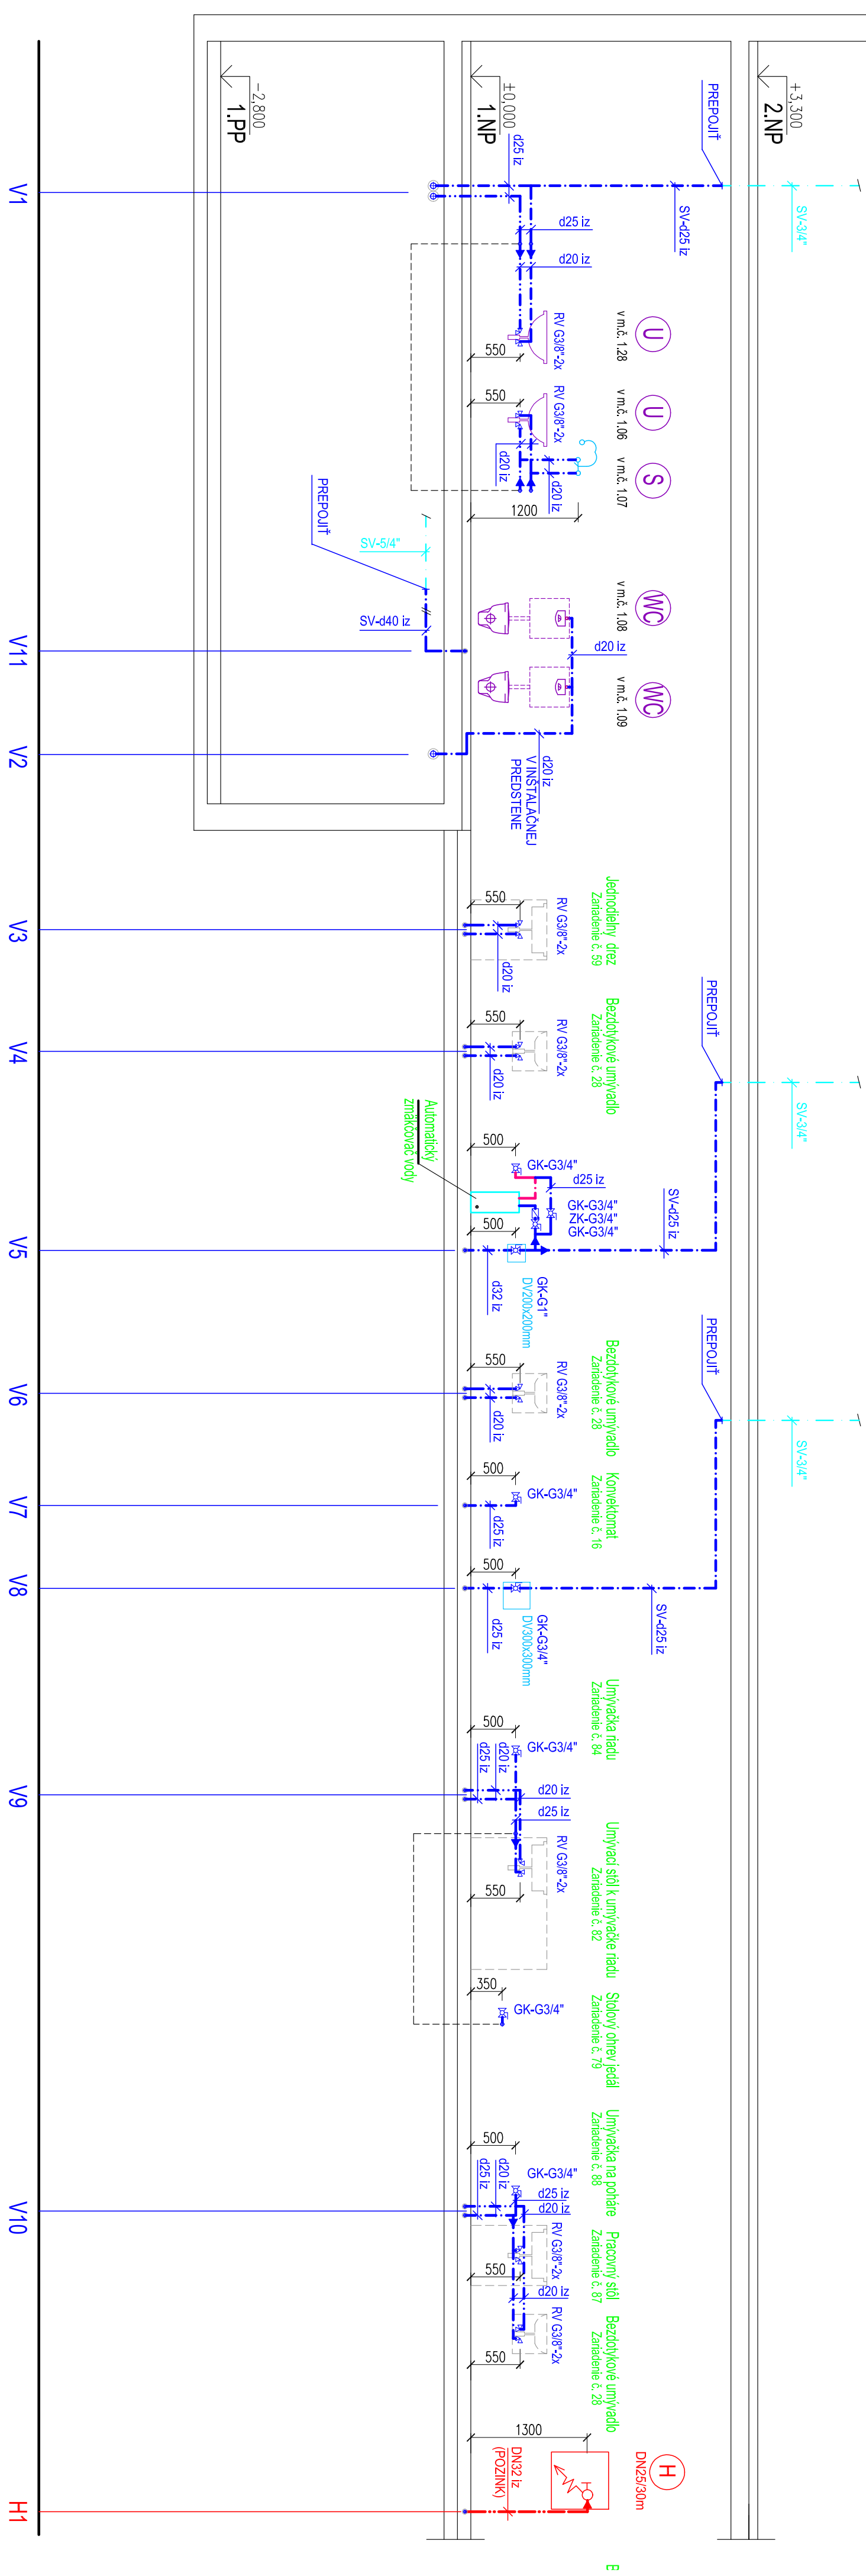 +3,300
2.NP
±0,000
1.NP
-2,800
1.PP
V1
d25 iz
PREPOJIŤ
SV-3/4"
SV-d25 iz
d25 iz
d20 iz
U
v m.č. 1.28
RV G3/8"-2x
550
U
v m.č. 1.06
RV G3/8"-2x
550
S
v m.č. 1.07
d20 iz
d20 iz
1200
PREPOJIŤ
SV-5/4"
SV-d40 iz
V11
WC
v m.č. 1.08
d20 iz
WC
v m.č. 1.09
V2
d20 iz
V INŠTALAČNEJ
PREDSTENE
V3
Jednodielny drez
Zariadenie č. 59
RV G3/8"-2x
550
d20 iz
V4
Bezdotykové umývadlo
Zariadenie č. 28
RV G3/8"-2x
550
d20 iz
PREPOJIŤ
SV-3/4"
Automatický
zmäkčovač vody
500
GK-G3/4"
d25 iz
GK-G3/4"
ZK-G3/4"
GK-G3/4"
500
SV-d25 iz
V5
d32 iz
GK-G1"
DV200x200mm
PREPOJIŤ
SV-3/4"
V6
Bezdotykové umývadlo
Zariadenie č. 28
RV G3/8"-2x
550
d20 iz
V7
Konvektomat
Zariadenie č. 16
500
GK-G3/4"
d25 iz
V8
500
d25 iz
GK-G3/4"
DV300x300mm
SV-d25 iz
V9
Umývačka riadu
Zariadenie č. 84
500
GK-G3/4"
d20 iz
d25 iz
d20 iz
d25 iz
Umývací stôl k umývačke riadu
Zariadenie č. 82
RV G3/8"-2x
550
Stolový ohrev jedál
Zariadenie č. 79
350
GK-G3/4"
V10
Umývačka na poháre
Zariadenie č. 88
500
GK-G3/4"
d20 iz
d25 iz
d25 iz
d20 iz
Pracovný stôl
Zariadenie č. 87
RV G3/8"-2x
550
d20 iz
Bezdotykové umývadlo
Zariadenie č. 28
RV G3/8"-2x
550
1300
H
DN25/30m
DN32 iz
(POZINK)
H1